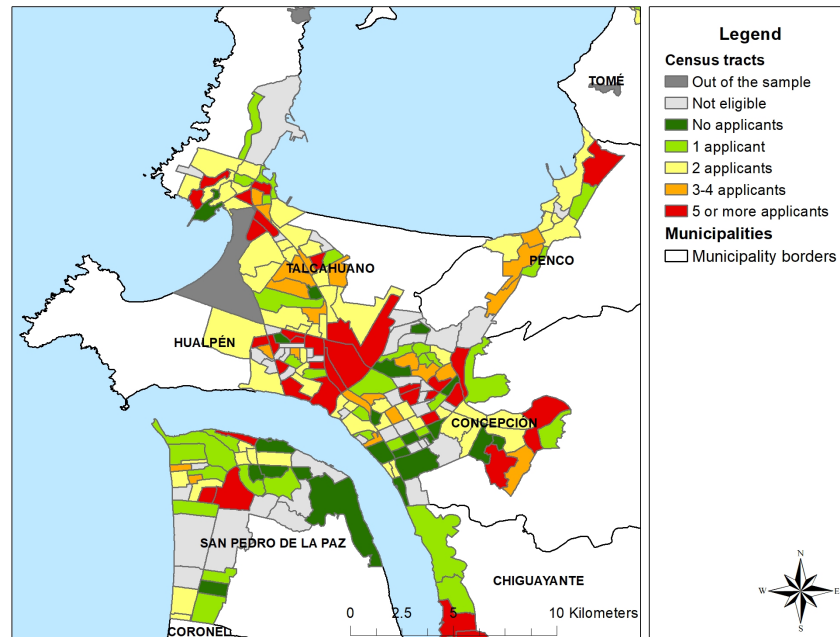 Legend
Census tracts
Out of the sample
Not eligible
No applicants
1 applicant
2 applicants
3-4 applicants
5 or more applicants
Municipalities
Municipality borders
TOMÉ
PENCO
TALCAHUANO
HUALPÉN
CONCEPCIÓN
SAN PEDRO DE LA PAZ
CHIGUAYANTE
CORONEL
0 2.5 5 10 Kilometers
N
W E
S